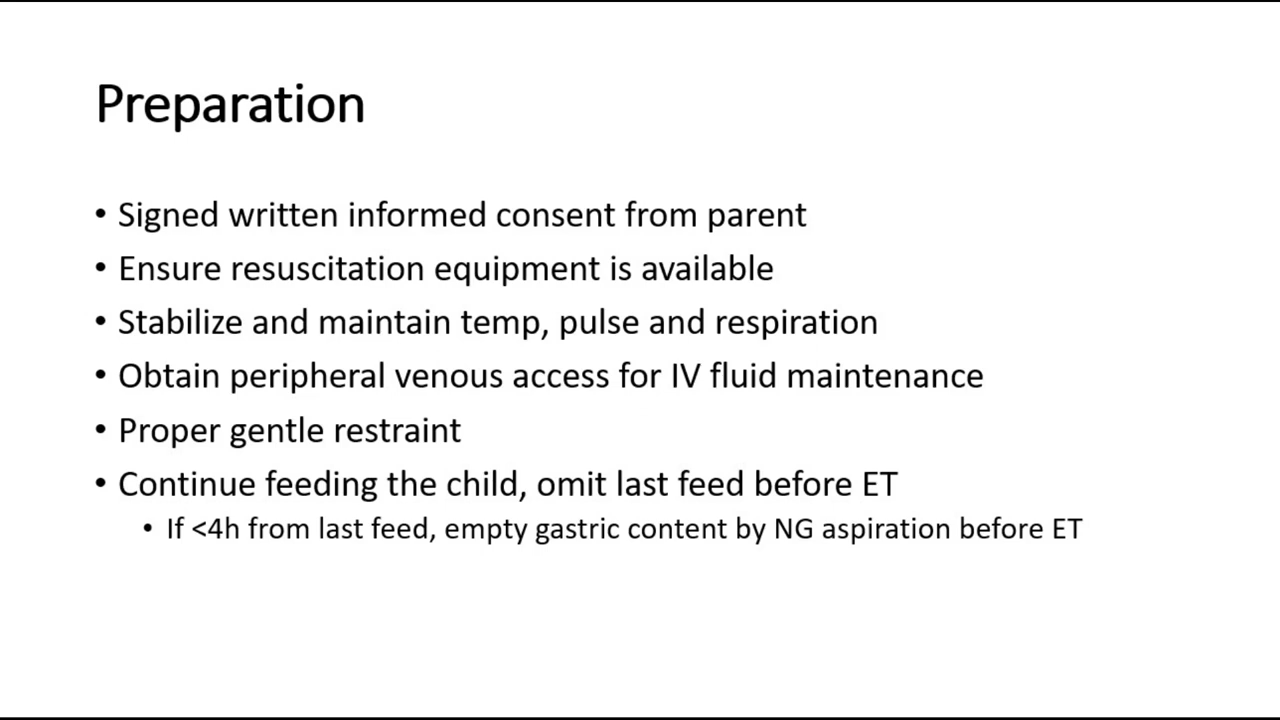 Preparation
• Signed written informed consent from parent
• Ensure resuscitation equipment is available
• Stabilize and maintain temp, pulse and respiration
• Obtain peripheral venous access for IV fluid maintenance
• Proper gentle restraint
• Continue feeding the child, omit last feed before ET
• If <4h from last feed, empty gastric content by NG aspiration before ET